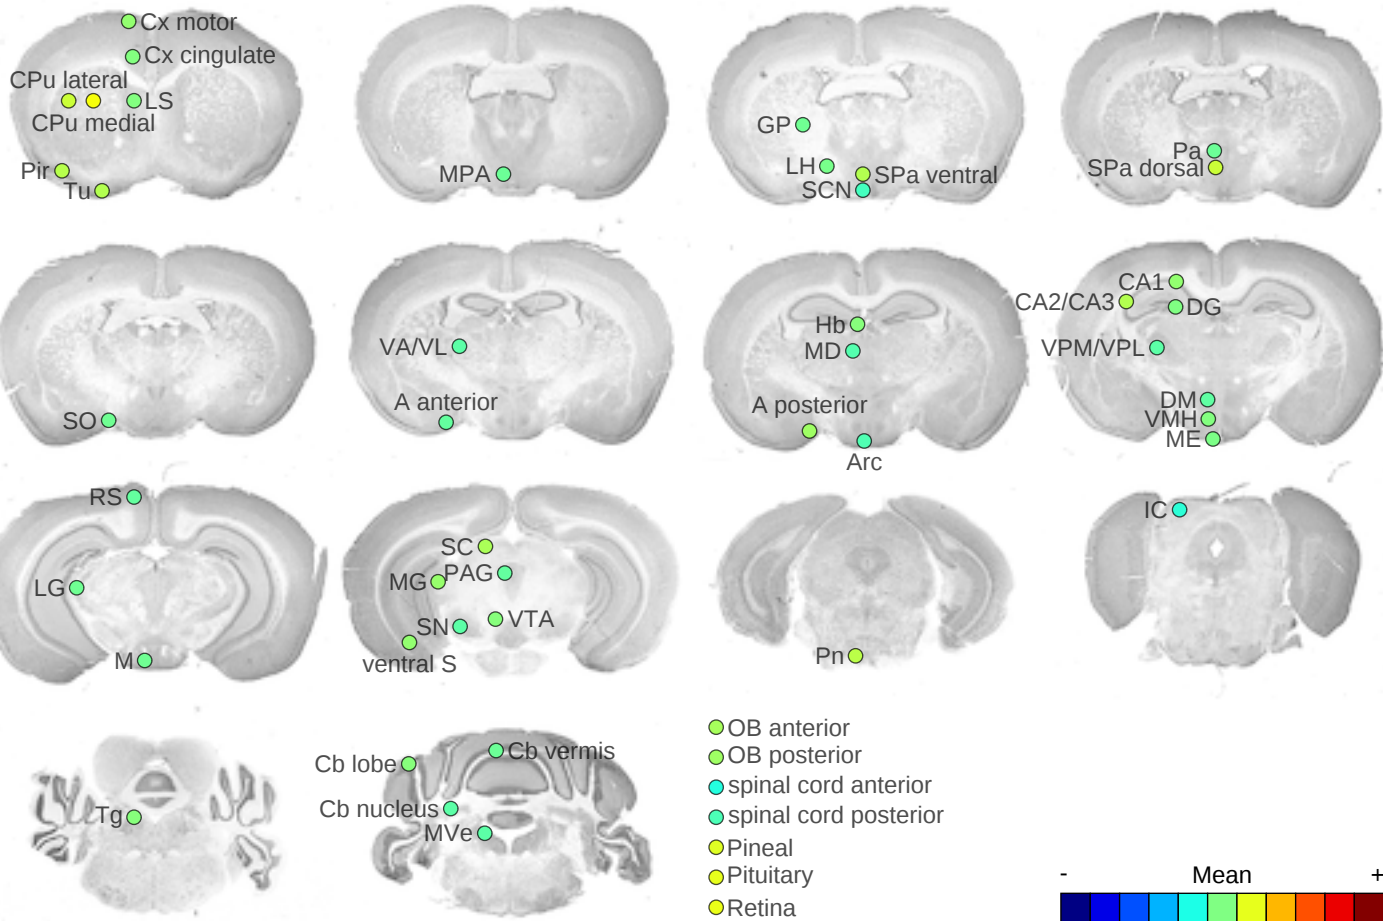 Cx motor
Cx cingulate
CPu lateral
LS
CPu medial
Pir
Tu
MPA
GP
LH
SPa ventral
SCN
Pa
SPa dorsal
SO
VA/VL
A anterior
Hb
MD
A posterior
Arc
CA1
CA2/CA3
DG
VPM/VPL
DM
VMH
ME
RS
LG
M
SC
MG
PAG
SN
VTA
ventral S
Pn
IC
Tg
Cb lobe
Cb vermis
Cb nucleus
MVe
OB anterior
OB posterior
spinal cord anterior
spinal cord posterior
Pineal
Pituitary
Retina
- Mean +